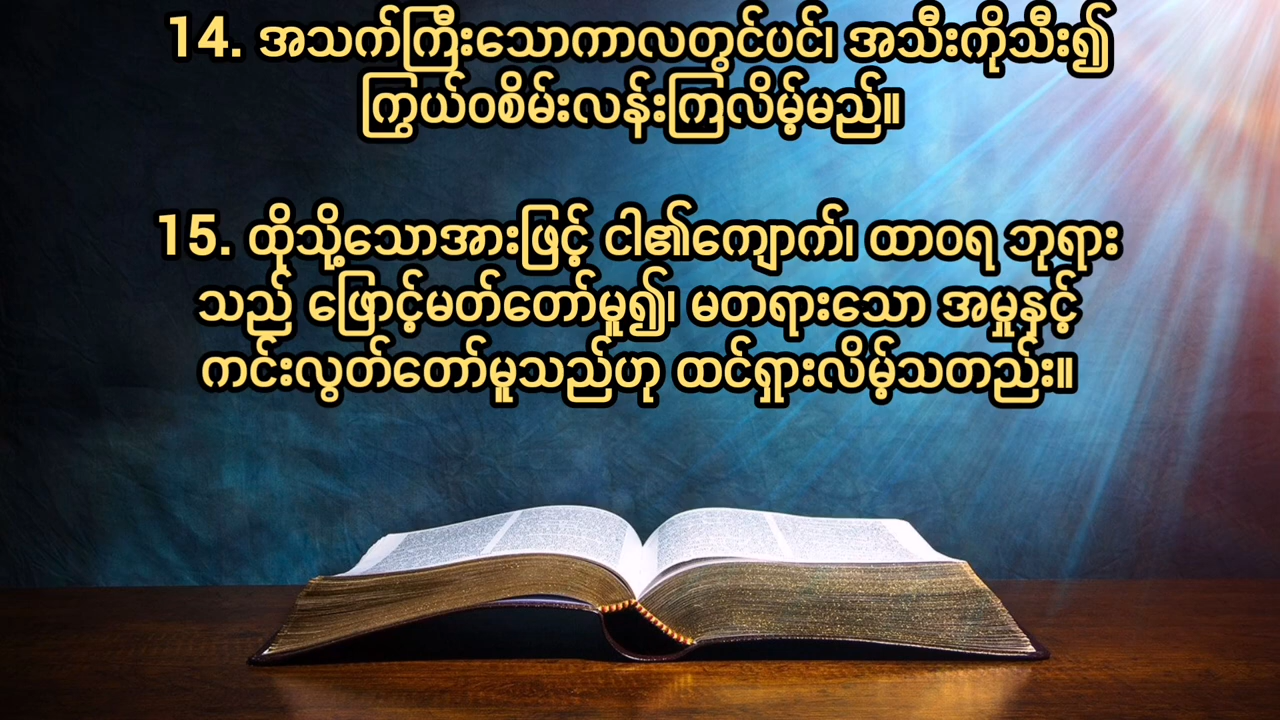 14. အသက်ကြီးသောကာလတွင်ပင်၊ အသီးကိုသီး၍
ကြွယ်ဝစိမ်းလန်းကြလိမ့်မည်။
15. ထိုသို့သောအားဖြင့် ငါ၏ကျောက်၊ ထာဝရ ဘုရား
သည် ဖြောင့်မတ်တော်မူ၍၊ မတရားသော အမှုနှင့်
ကင်းလွတ်တော်မူသည်ဟု ထင်ရှားလိမ့်သတည်း။